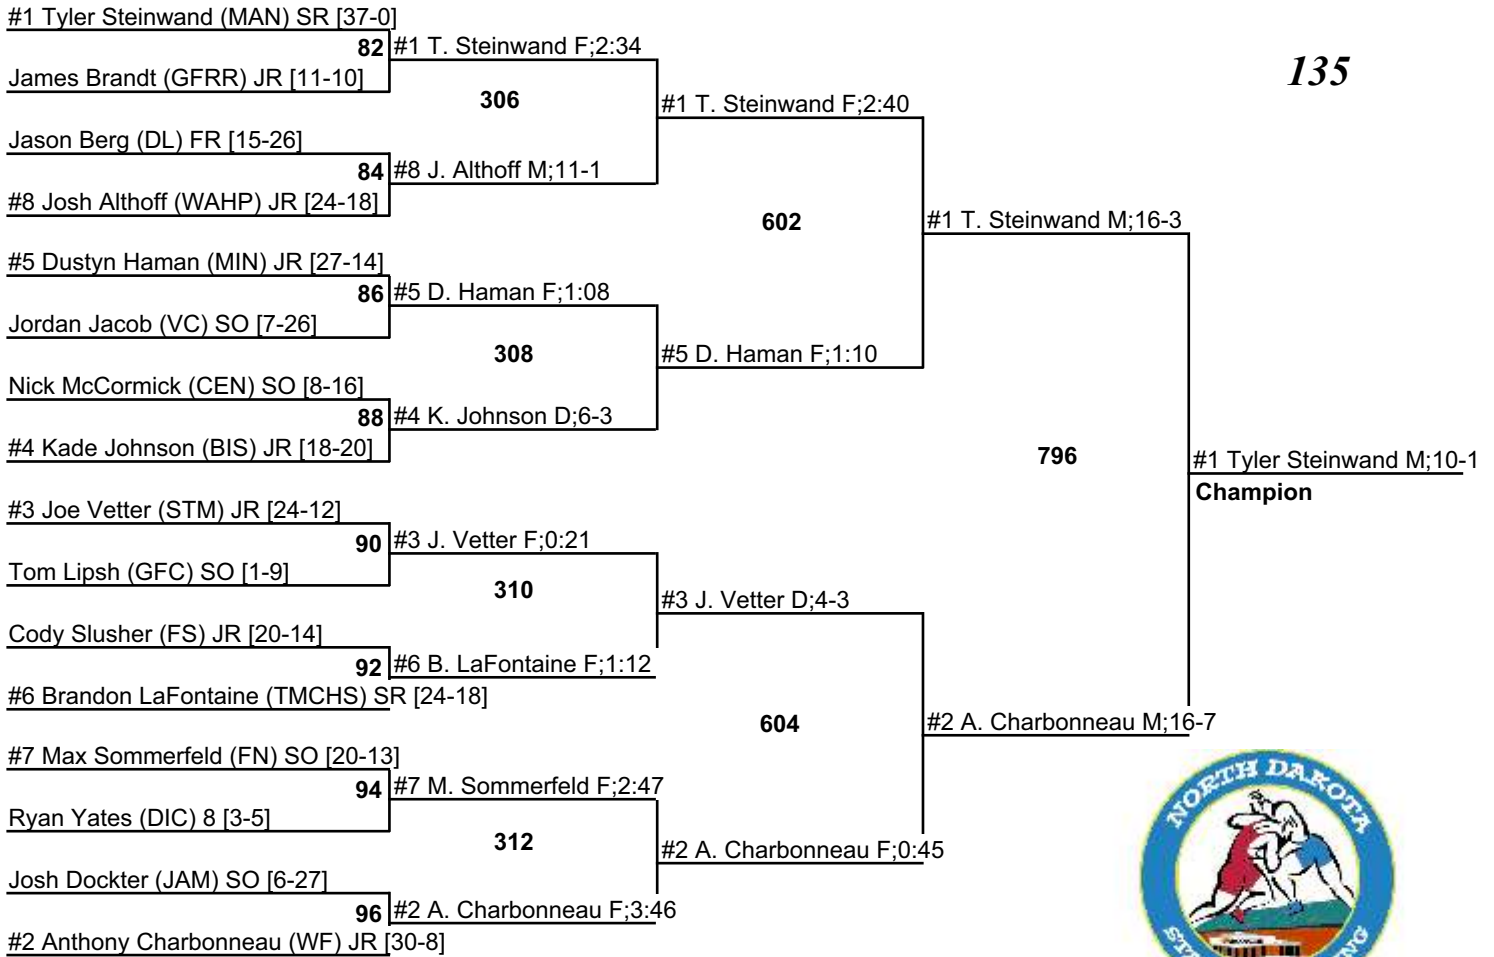 #1 Tyler Steinwand (MAN) SR [37-0]
82
#1 T. Steinwand F;2:34
James Brandt (GFRR) JR [11-10]
135
306
#1 T. Steinwand F;2:40
Jason Berg (DL) FR [15-26]
84
#8 J. Althoff M;11-1
#8 Josh Althoff (WAHP) JR [24-18]
602
#1 T. Steinwand M;16-3
#5 Dustyn Haman (MIN) JR [27-14]
86
#5 D. Haman F;1:08
Jordan Jacob (VC) SO [7-26]
308
#5 D. Haman F;1:10
Nick McCormick (CEN) SO [8-16]
88
#4 K. Johnson D;6-3
#4 Kade Johnson (BIS) JR [18-20]
796
#1 Tyler Steinwand M;10-1
Champion
#3 Joe Vetter (STM) JR [24-12]
90
#3 J. Vetter F;0:21
Tom Lipsh (GFC) SO [1-9]
310
#3 J. Vetter D;4-3
Cody Slusher (FS) JR [20-14]
92
#6 B. LaFontaine F;1:12
#6 Brandon LaFontaine (TMCHS) SR [24-18]
604
#2 A. Charbonneau M;16-7
#7 Max Sommerfeld (FN) SO [20-13]
94
#7 M. Sommerfeld F;2:47
Ryan Yates (DIC) 8 [3-5]
312
#2 A. Charbonneau F;0:45
Josh Dockter (JAM) SO [6-27]
96
#2 A. Charbonneau F;3:46
#2 Anthony Charbonneau (WF) JR [30-8]
NORTH DAKOTA